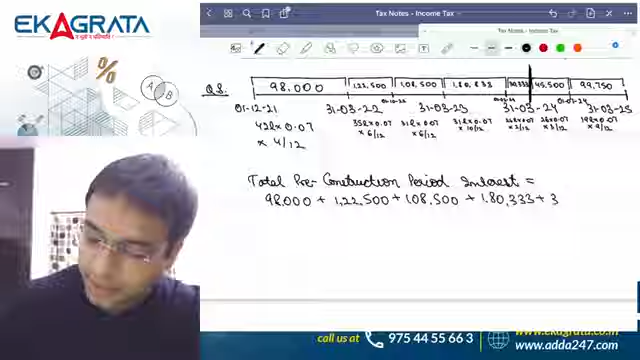 EKAGRATA
Tax Notes - Income Tax
Tax Notes - Income Tax
Q8.
98,000 1,22,500 1,08,500 1,80,833 45,500 99,750
01-12-21 31-03-22 31-03-23 31-03-24 31-03-25
42L×0.07
× 4/12
35L×0.07
× 6/12
31L×0.07
× 6/12
31L×0.07
× 10/12
26L×0.07
× 3/12
19L×0.07
× 9/12
Total Pre-Construction Period Interest =
98,000 + 1,22,500 + 1,08,500 + 1,80,333 + 3
call us at 975 44 55 66 3
www.ekagrata.co.in
www.adda247.com